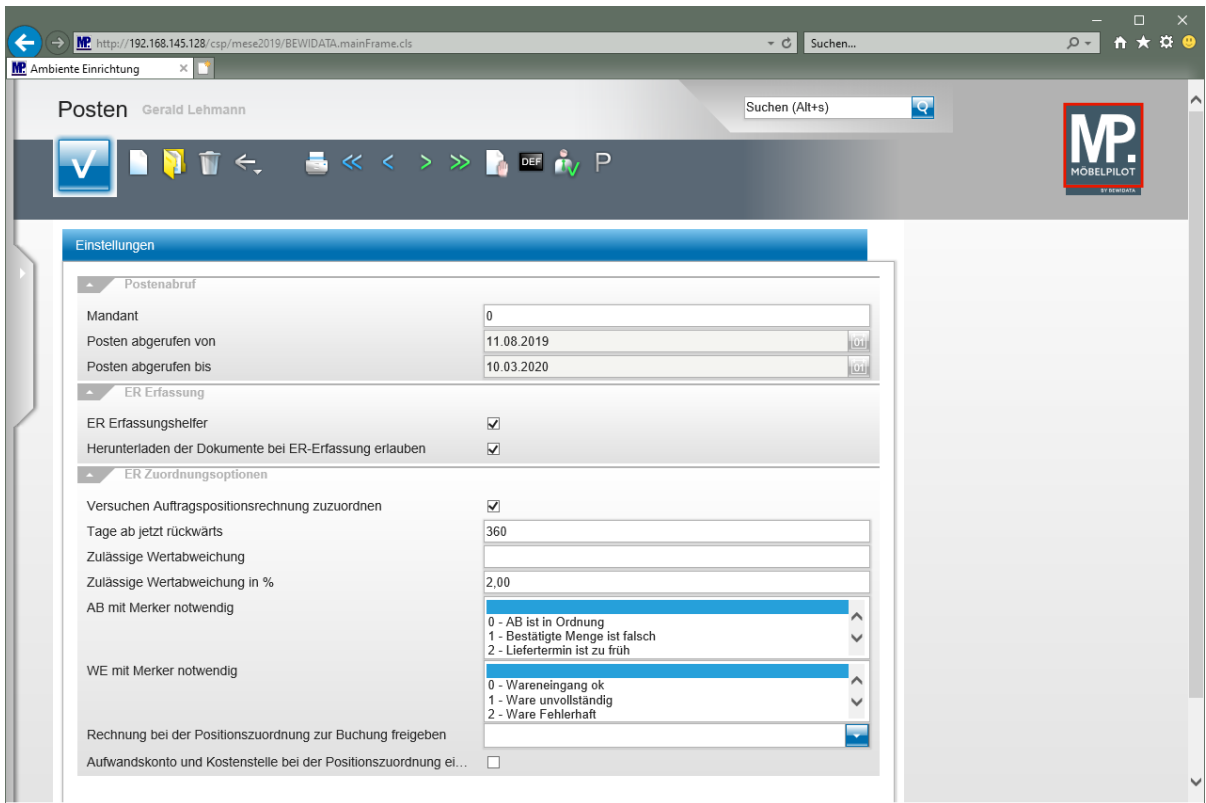 http://192.168.145.128/csp/mese2019/BEWIDATA.mainFrame.cls
Suchen...
MP. Ambiente Einrichtung
Posten Gerald Lehmann
Suchen (Alt+s)
MP.
MÖBELPILOT
BY BEWIDATA
DEF
P
Einstellungen
Postenabruf
Mandant 0
Posten abgerufen von 11.08.2019
Posten abgerufen bis 10.03.2020
ER Erfassung
ER Erfassungshelfer
Herunterladen der Dokumente bei ER-Erfassung erlauben
ER Zuordnungsoptionen
Versuchen Auftragspositionsrechnung zuzuordnen
Tage ab jetzt rückwärts 360
Zulässige Wertabweichung
Zulässige Wertabweichung in % 2,00
AB mit Merker notwendig
0 - AB ist in Ordnung
1 - Bestätigte Menge ist falsch
2 - Liefertermin ist zu früh
WE mit Merker notwendig
0 - Wareneingang ok
1 - Ware unvollständig
2 - Ware Fehlerhaft
Rechnung bei der Positionszuordnung zur Buchung freigeben
Aufwandskonto und Kostenstelle bei der Positionszuordnung ei...